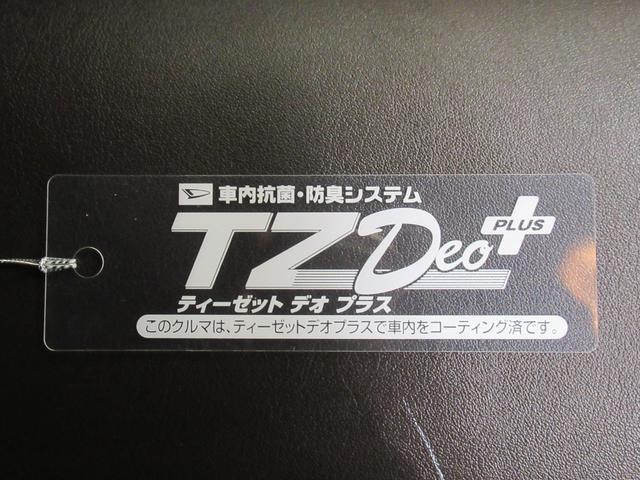 車内抗菌・防臭システム
TZ Deo PLUS
ティーゼット デオ プラス
このクルマは、ティーゼットデオプラスで車内をコーティング済です。